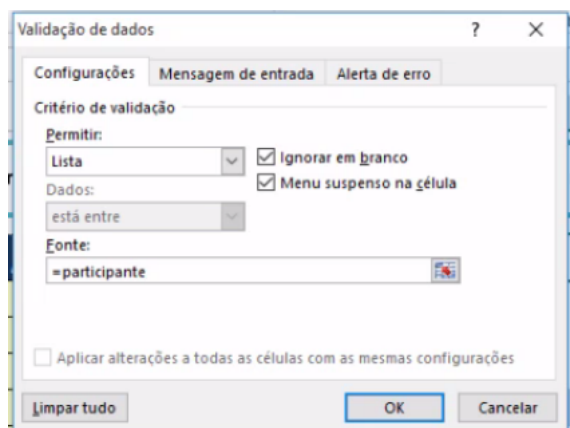 Validação de dados ? X
Configurações Mensagem de entrada Alerta de erro
Critério de validação
Permitir:
Lista
Ignorar em branco
Menu suspenso na célula
Dados:
está entre
Fonte:
=participante
Aplicar alterações a todas as células com as mesmas configurações
Limpar tudo OK Cancelar